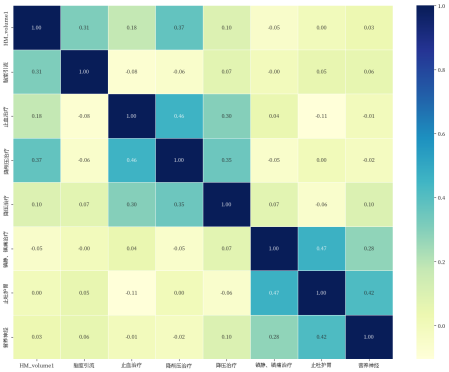 HM_volume1 1.00 0.31 0.18 0.37 0.10 -0.05 0.00 0.03
脑室引流 0.31 1.00 -0.08 -0.06 0.07 -0.00 0.05 0.06
止血治疗 0.18 -0.08 1.00 0.46 0.30 0.04 -0.11 -0.01
降颅压治疗 0.37 -0.06 0.46 1.00 0.35 -0.05 0.00 -0.02
降压治疗 0.10 0.07 0.30 0.35 1.00 0.07 -0.06 0.10
镇静、镇痛治疗 -0.05 -0.00 0.04 -0.05 0.07 1.00 0.47 0.28
止吐护胃 0.00 0.05 -0.11 0.00 -0.06 0.47 1.00 0.42
营养神经 0.03 0.06 -0.01 -0.02 0.10 0.28 0.42 1.00
HM_volume1 脑室引流 止血治疗 降颅压治疗 降压治疗 镇静、镇痛治疗 止吐护胃 营养神经
1.0
0.8
0.6
0.4
0.2
0.0